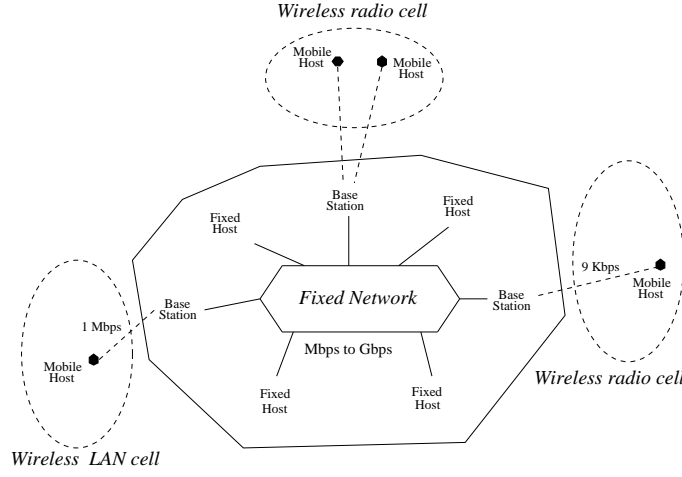 Wireless radio cell
Mobile
Host
Mobile
Host
Base
Station
Fixed
Host
Fixed
Host
9 Kbps
Mobile
Host
Base
Station
Fixed Network
Base
Station
1 Mbps
Mbps to Gbps
Mobile
Host
Fixed
Host
Fixed
Host
Wireless radio cell
Wireless LAN cell